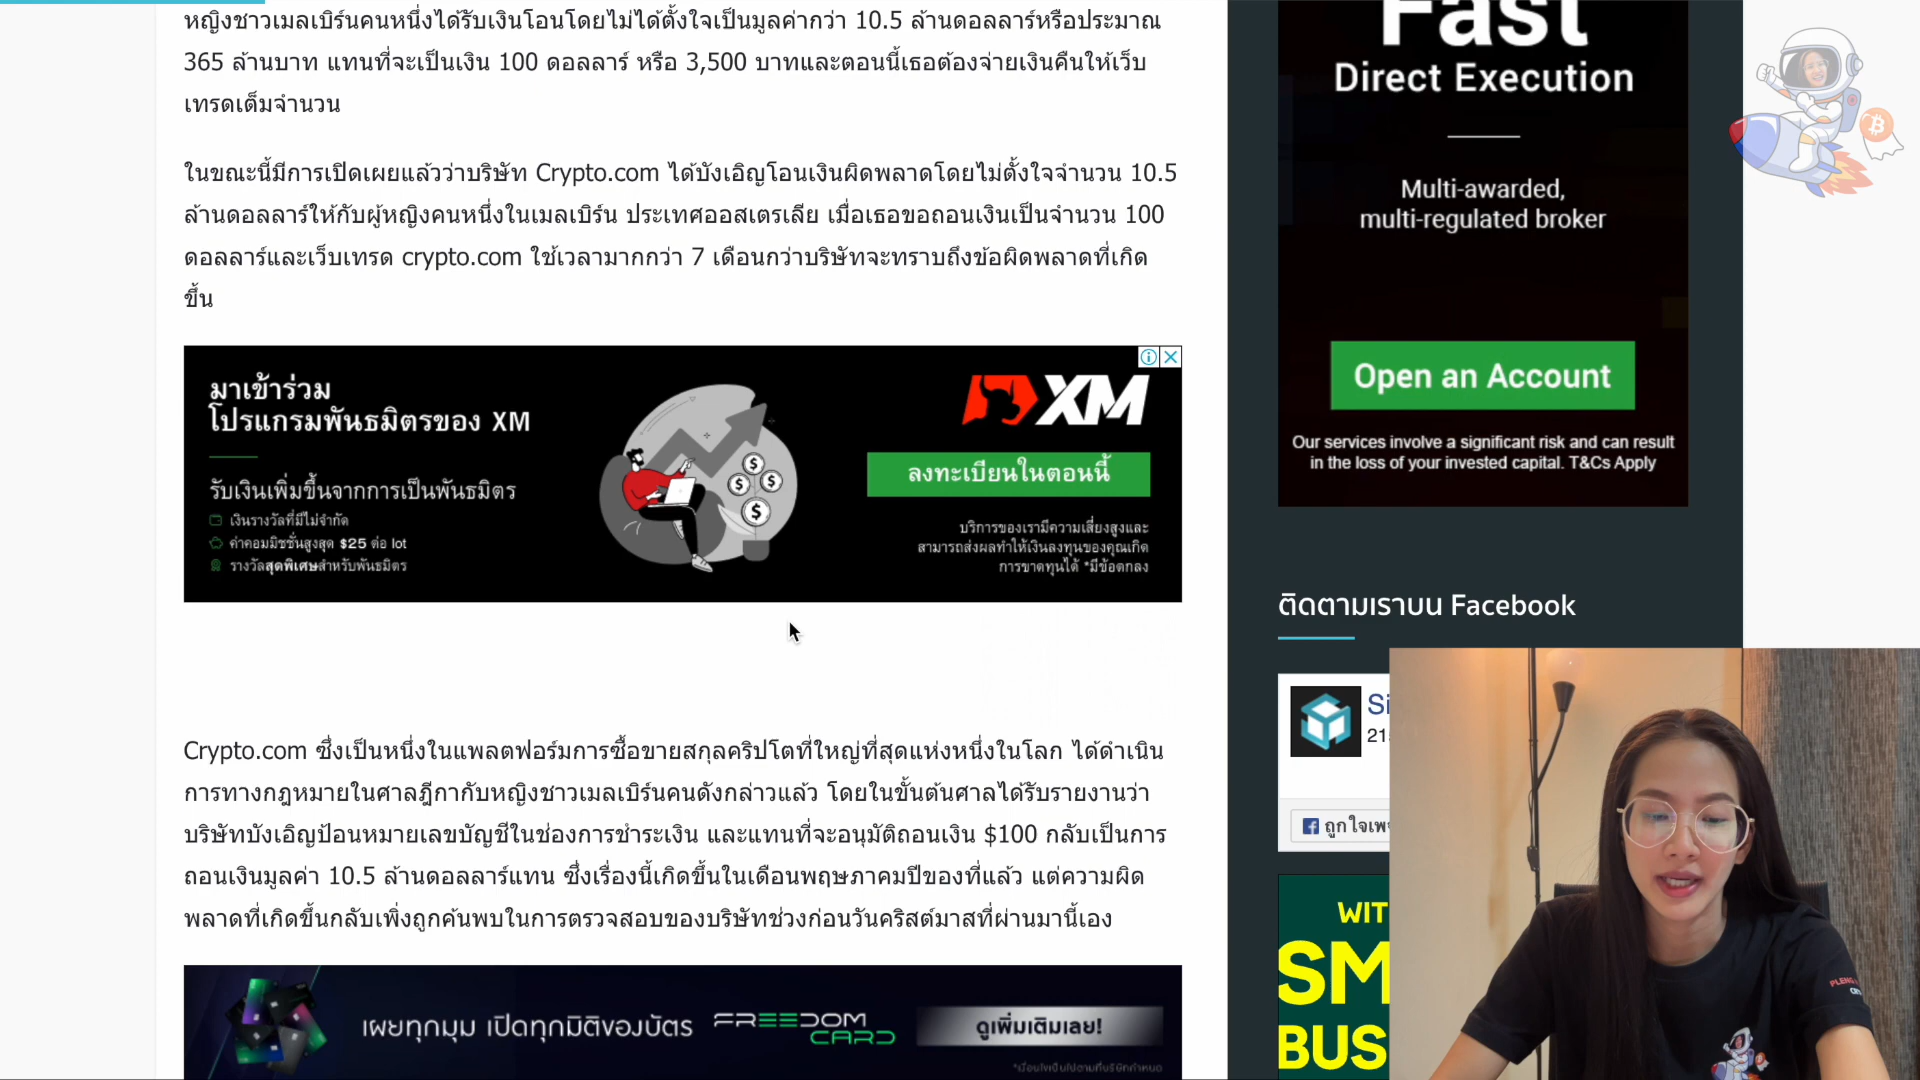 หญิงชาวเมลเบิร์นคนหนึ่งได้รับเงินโอนโดยไม่ได้ตั้งใจเป็นมูลค่ากว่า 10.5 ล้านดอลลาร์หรือประมาณ
365 ล้านบาท แทนที่จะเป็นเงิน 100 ดอลลาร์ หรือ 3,500 บาทและตอนนี้เธอต้องจ่ายเงินคืนให้เว็บ
เทรดเต็มจำนวน
ในขณะนี้มีการเปิดเผยแล้วว่าบริษัท Crypto.com ได้บังเอิญโอนเงินผิดพลาดโดยไม่ตั้งใจจำนวน 10.5
ล้านดอลลาร์ให้กับผู้หญิงคนหนึ่งในเมลเบิร์น ประเทศออสเตรเลีย เมื่อเธอขอถอนเงินเป็นจำนวน 100
ดอลลาร์และเว็บเทรด crypto.com ใช้เวลามากกว่า 7 เดือนกว่าบริษัทจะทราบถึงข้อผิดพลาดที่เกิด
ขึ้น
มาเข้าร่วม
โปรแกรมพันธมิตรของ XM
รับเงินเพิ่มขึ้นจากการเป็นพันธมิตร
เงินรางวัลที่มีไม่จำกัด
ค่าคอมมิชชั่นสูงสุด $25 ต่อ lot
รางวัลสุดพิเศษสำหรับพันธมิตร
XM
ลงทะเบียนในตอนนี้
บริการของเรามีความเสี่ยงสูงและ
สามารถส่งผลทำให้เงินลงทุนของคุณเกิด
การขาดทุนได้ *มีข้อตกลง
Crypto.com ซึ่งเป็นหนึ่งในแพลตฟอร์มการซื้อขายสกุลคริปโตที่ใหญ่ที่สุดแห่งหนึ่งในโลก ได้ดำเนิน
การทางกฎหมายในศาลฎีกากับหญิงชาวเมลเบิร์นคนดังกล่าวแล้ว โดยในขั้นต้นศาลได้รับรายงานว่า
บริษัทบังเอิญป้อนหมายเลขบัญชีในช่องการชำระเงิน และแทนที่จะอนุมัติถอนเงิน $100 กลับเป็นการ
ถอนเงินมูลค่า 10.5 ล้านดอลลาร์แทน ซึ่งเรื่องนี้เกิดขึ้นในเดือนพฤษภาคมปีของที่แล้ว แต่ความผิด
พลาดที่เกิดขึ้นกลับเพิ่งถูกค้นพบในการตรวจสอบของบริษัทช่วงก่อนวันคริสต์มาสที่ผ่านมานี้เอง
เผยทุกมุม เปิดทุกมิติของบัตร
FREEDOM
CARD
ดูเพิ่มเติมเลย!
*เงื่อนไขเป็นไปตามที่บริษัทกำหนด
Fast
Direct Execution
Multi-awarded,
multi-regulated broker
Open an Account
Our services involve a significant risk and can result
in the loss of your invested capital. T&Cs Apply
ติดตามเราบน Facebook
Si
21
ถูกใจเพ
WIT
SM
BUS